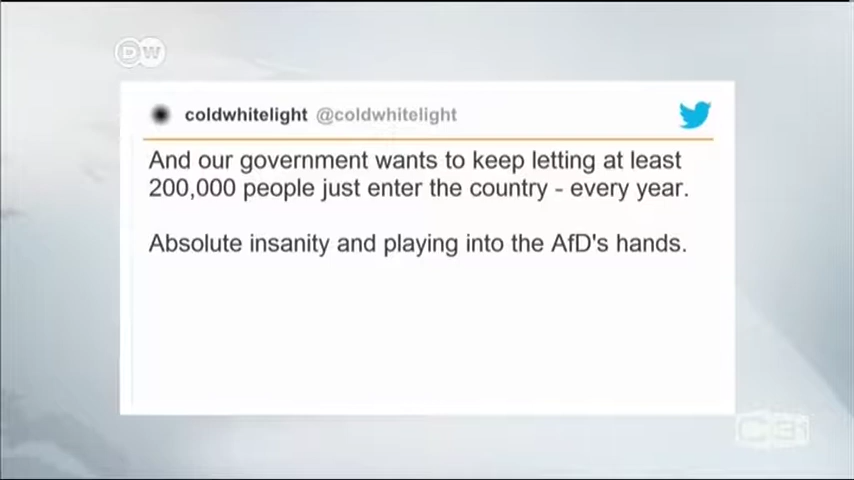 DW
coldwhitelight @coldwhitelight
And our government wants to keep letting at least
200,000 people just enter the country - every year.
Absolute insanity and playing into the AfD's hands.